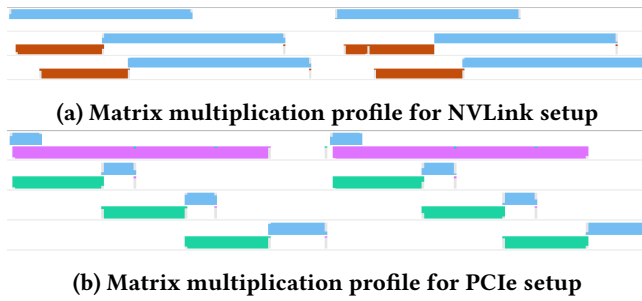 (a) Matrix multiplication profile for NVLink setup
(b) Matrix multiplication profile for PCIe setup